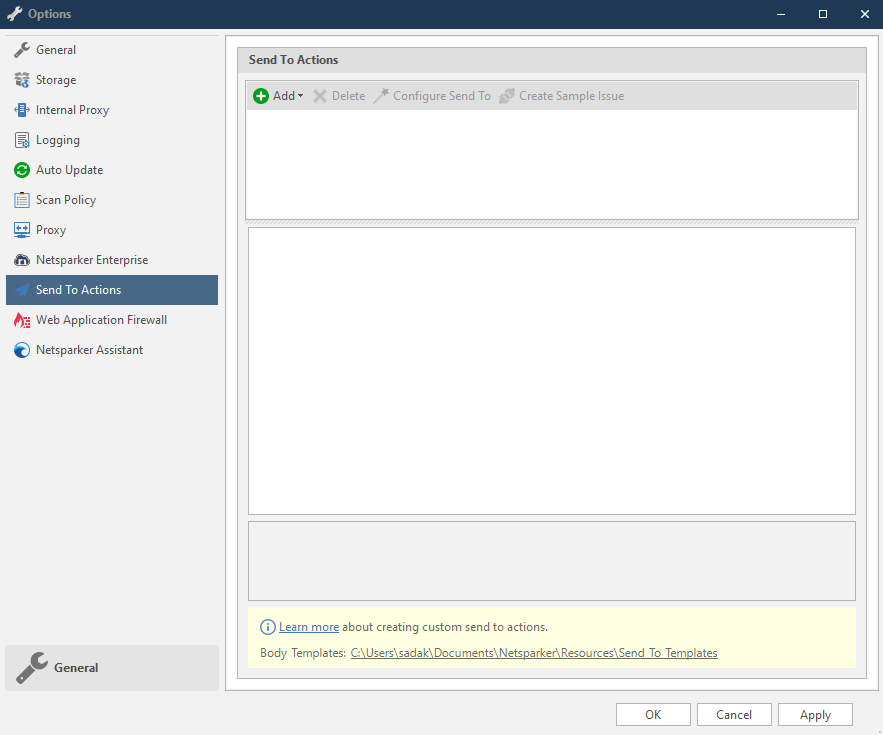 Options
General
Storage
Internal Proxy
Logging
Auto Update
Scan Policy
Proxy
Netsparker Enterprise
Send To Actions
Web Application Firewall
Netsparker Assistant
General
Send To Actions
Add Delete Configure Send To Create Sample Issue
Learn more about creating custom send to actions.
Body Templates: C:\Users\sadak\Documents\Netsparker\Resources\Send To Templates
OK Cancel Apply